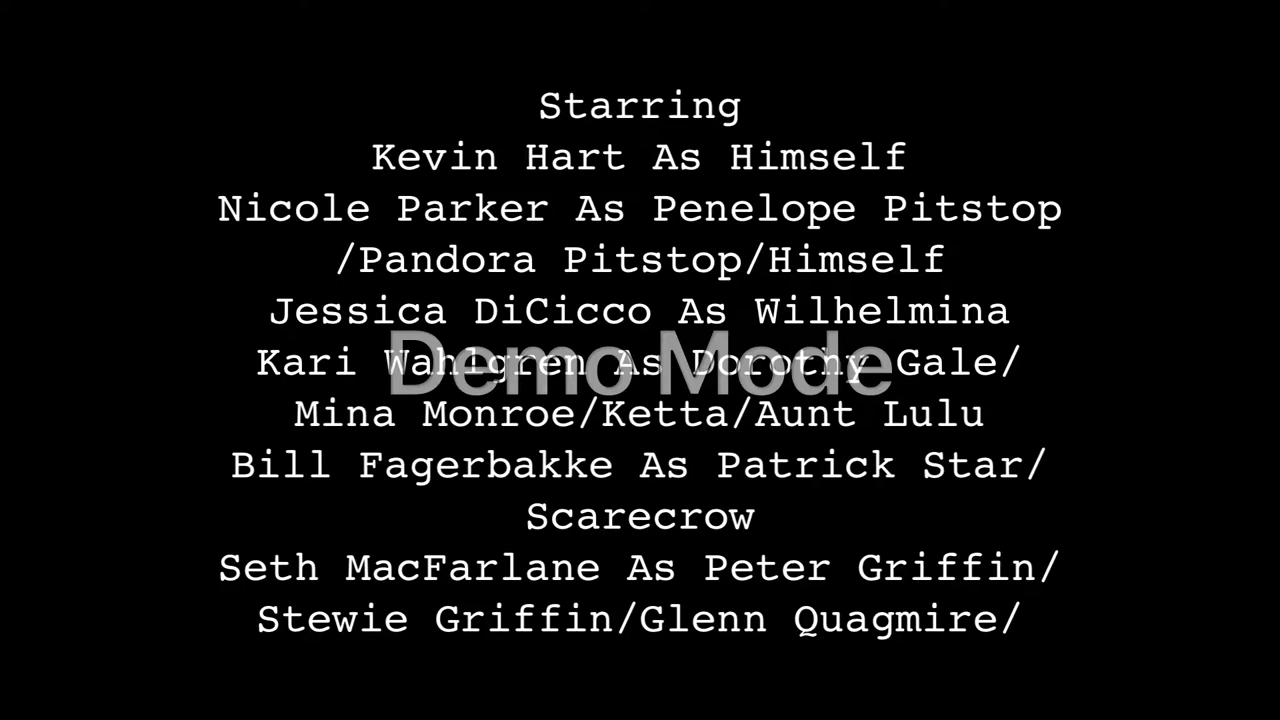 Starring
Kevin Hart As Himself
Nicole Parker As Penelope Pitstop
/Pandora Pitstop/Himself
Jessica DiCicco As Wilhelmina
Kari Wahlgren As Dorothy Gale/
Demo Mode
Mina Monroe/Ketta/Aunt Lulu
Bill Fagerbakke As Patrick Star/
Scarecrow
Seth MacFarlane As Peter Griffin/
Stewie Griffin/Glenn Quagmire/